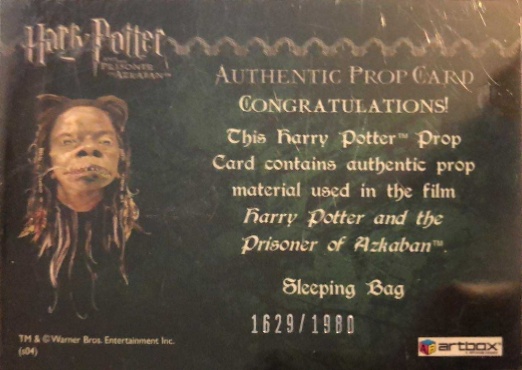 Harry Potter
AND THE
PRISONER
OF AZKABAN™
AUTHENTIC PROP CARD
CONGRATULATIONS!
This Harry Potter™ Prop
Card contains authentic prop
material used in the film
Harry Potter and the
Prisoner of Azkaban™.
Sleeping Bag
1629/1980
TM & © Warner Bros. Entertainment Inc.
(s04)
artbox